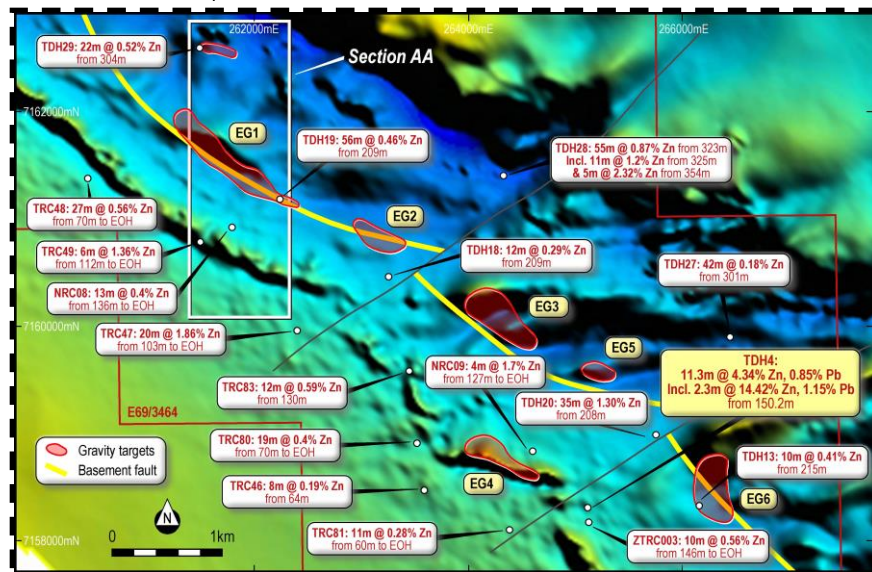 262000mE
264000mE
266000mE
TDH29: 22m @ 0.52% Zn
from 304m
Section AA
7162000mN
EG1
TDH19: 56m @ 0.46% Zn
from 209m
TDH28: 55m @ 0.87% Zn from 323m
Incl. 11m @ 1.2% Zn from 325m
& 5m @ 2.32% Zn from 354m
TRC48: 27m @ 0.56% Zn
from 70m to EOH
EG2
TRC49: 6m @ 1.36% Zn
from 112m to EOH
TDH18: 12m @ 0.29% Zn
from 209m
TDH27: 42m @ 0.18% Zn
from 301m
NRC08: 13m @ 0.4% Zn
from 136m to EOH
EG3
7160000mN
TRC47: 20m @ 1.86% Zn
from 103m to EOH
EG5
NRC09: 4m @ 1.7% Zn
from 127m to EOH
TDH4:
11.3m @ 4.34% Zn, 0.85% Pb
Incl. 2.3m @ 14.42% Zn, 1.15% Pb
from 150.2m
TRC83: 12m @ 0.59% Zn
from 130m
TDH20: 35m @ 1.30% Zn
from 208m
E69/3464
Gravity targets
Basement fault
TRC80: 19m @ 0.4% Zn
from 70m to EOH
TDH13: 10m @ 0.41% Zn
from 215m
TRC46: 8m @ 0.19% Zn
from 64m
EG4
EG6
N
TRC81: 11m @ 0.28% Zn
from 60m to EOH
ZTRC003: 10m @ 0.56% Zn
from 146m to EOH
7158000mN
0
1km